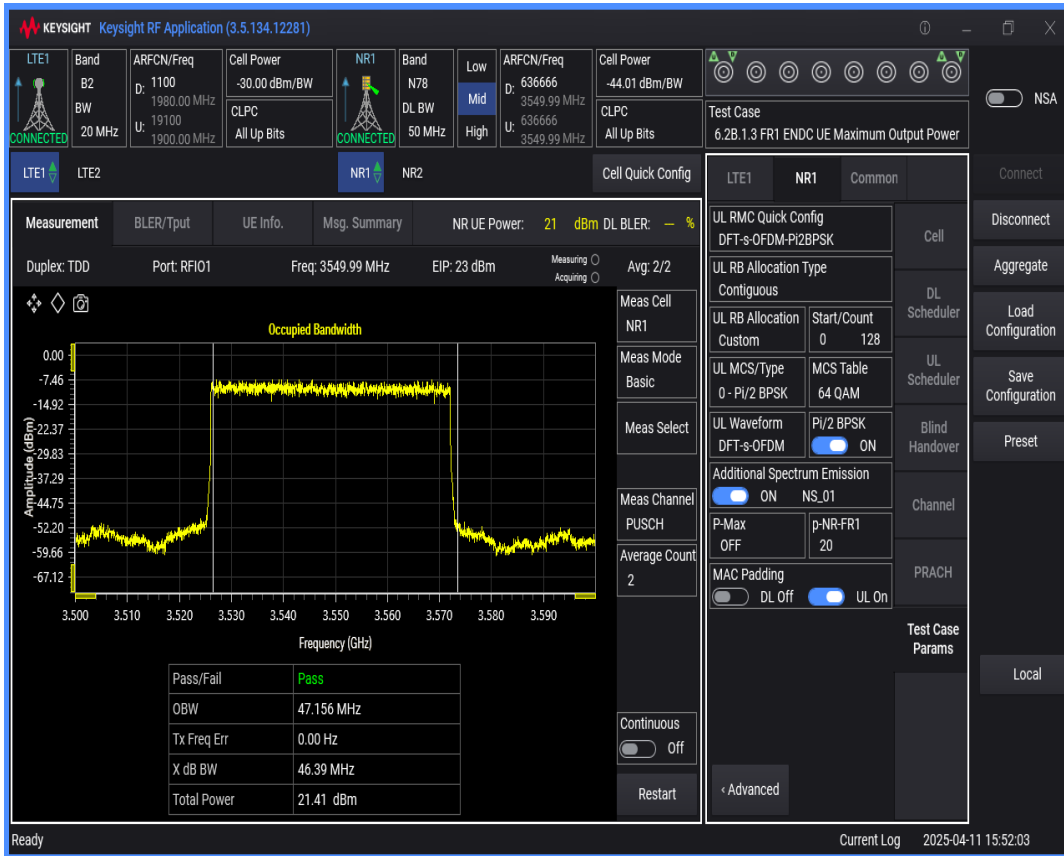 KEYSIGHT Keysight RF Application (3.5.134.12281)
LTE1
CONNECTED
Band
B2
BW
20 MHz
ARFCN/Freq
D: 1100
1980.00 MHz
U: 19100
1900.00 MHz
Cell Power
-30.00 dBm/BW
CLPC
All Up Bits
NR1
CONNECTED
Band
N78
DL BW
50 MHz
Low
Mid
High
ARFCN/Freq
D: 636666
3549.99 MHz
U: 636666
3549.99 MHz
Cell Power
-44.01 dBm/BW
CLPC
All Up Bits
Test Case
6.2B.1.3 FR1 ENDC UE Maximum Output Power
NSA
LTE1 LTE2
NR1 NR2
Cell Quick Config
Measurement BLER/Tput UE Info. Msg. Summary NR UE Power: 21 dBm DL BLER: — %
Duplex: TDD Port: RFIO1 Freq: 3549.99 MHz EIP: 23 dBm Measuring Acquiring Avg: 2/2
Occupied Bandwidth
Amplitude (dBm)
0.00
-7.46
-14.92
-22.37
-29.83
-37.29
-44.75
-52.20
-59.66
-67.12
3.500 3.510 3.520 3.530 3.540 3.550 3.560 3.570 3.580 3.590
Frequency (GHz)
Pass/Fail Pass
OBW 47.156 MHz
Tx Freq Err 0.00 Hz
X dB BW 46.39 MHz
Total Power 21.41 dBm
Meas Cell
NR1
Meas Mode
Basic
Meas Select
Meas Channel
PUSCH
Average Count
2
Continuous
Off
Restart
LTE1 NR1 Common
UL RMC Quick Config
DFT-s-OFDM-Pi2BPSK
UL RB Allocation Type
Contiguous
UL RB Allocation
Custom
Start/Count
0 128
UL MCS/Type
0 - Pi/2 BPSK
MCS Table
64 QAM
UL Waveform
DFT-s-OFDM
Pi/2 BPSK
ON
Additional Spectrum Emission
ON NS_01
P-Max
OFF
p-NR-FR1
20
MAC Padding
DL Off UL On
< Advanced
Cell
DL
Scheduler
UL
Scheduler
Blind
Handover
Channel
PRACH
Test Case
Params
Connect
Disconnect
Aggregate
Load
Configuration
Save
Configuration
Preset
Local
Ready Current Log 2025-04-11 15:52:03